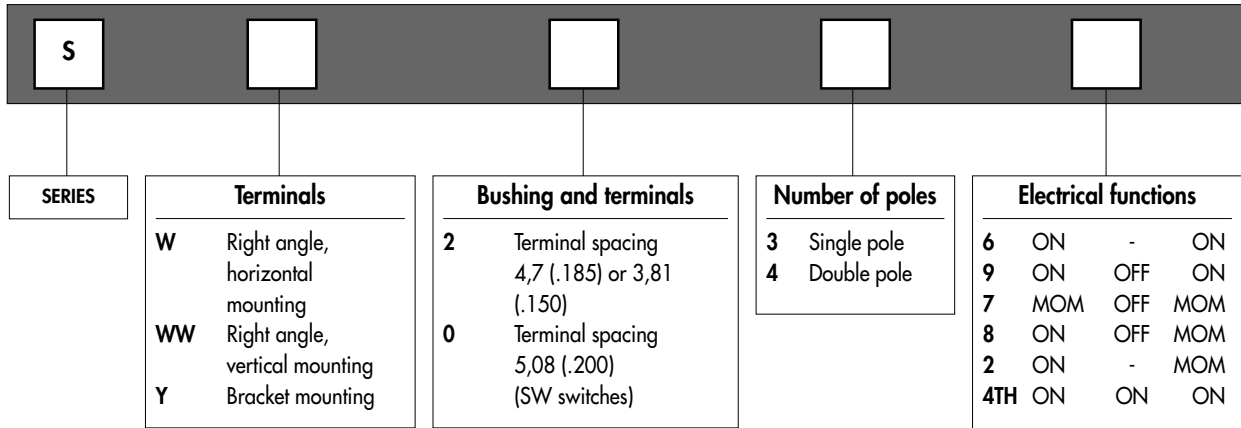 S
SERIES
Terminals
W Right angle,
horizontal
mounting
WW Right angle,
vertical mounting
Y Bracket mounting
Bushing and terminals
2 Terminal spacing
4,7 (.185) or 3,81
(.150)
0 Terminal spacing
5,08 (.200)
(SW switches)
Number of poles
3 Single pole
4 Double pole
Electrical functions
6 ON - ON
9 ON OFF ON
7 MOM OFF MOM
8 ON OFF MOM
2 ON - MOM
4TH ON ON ON